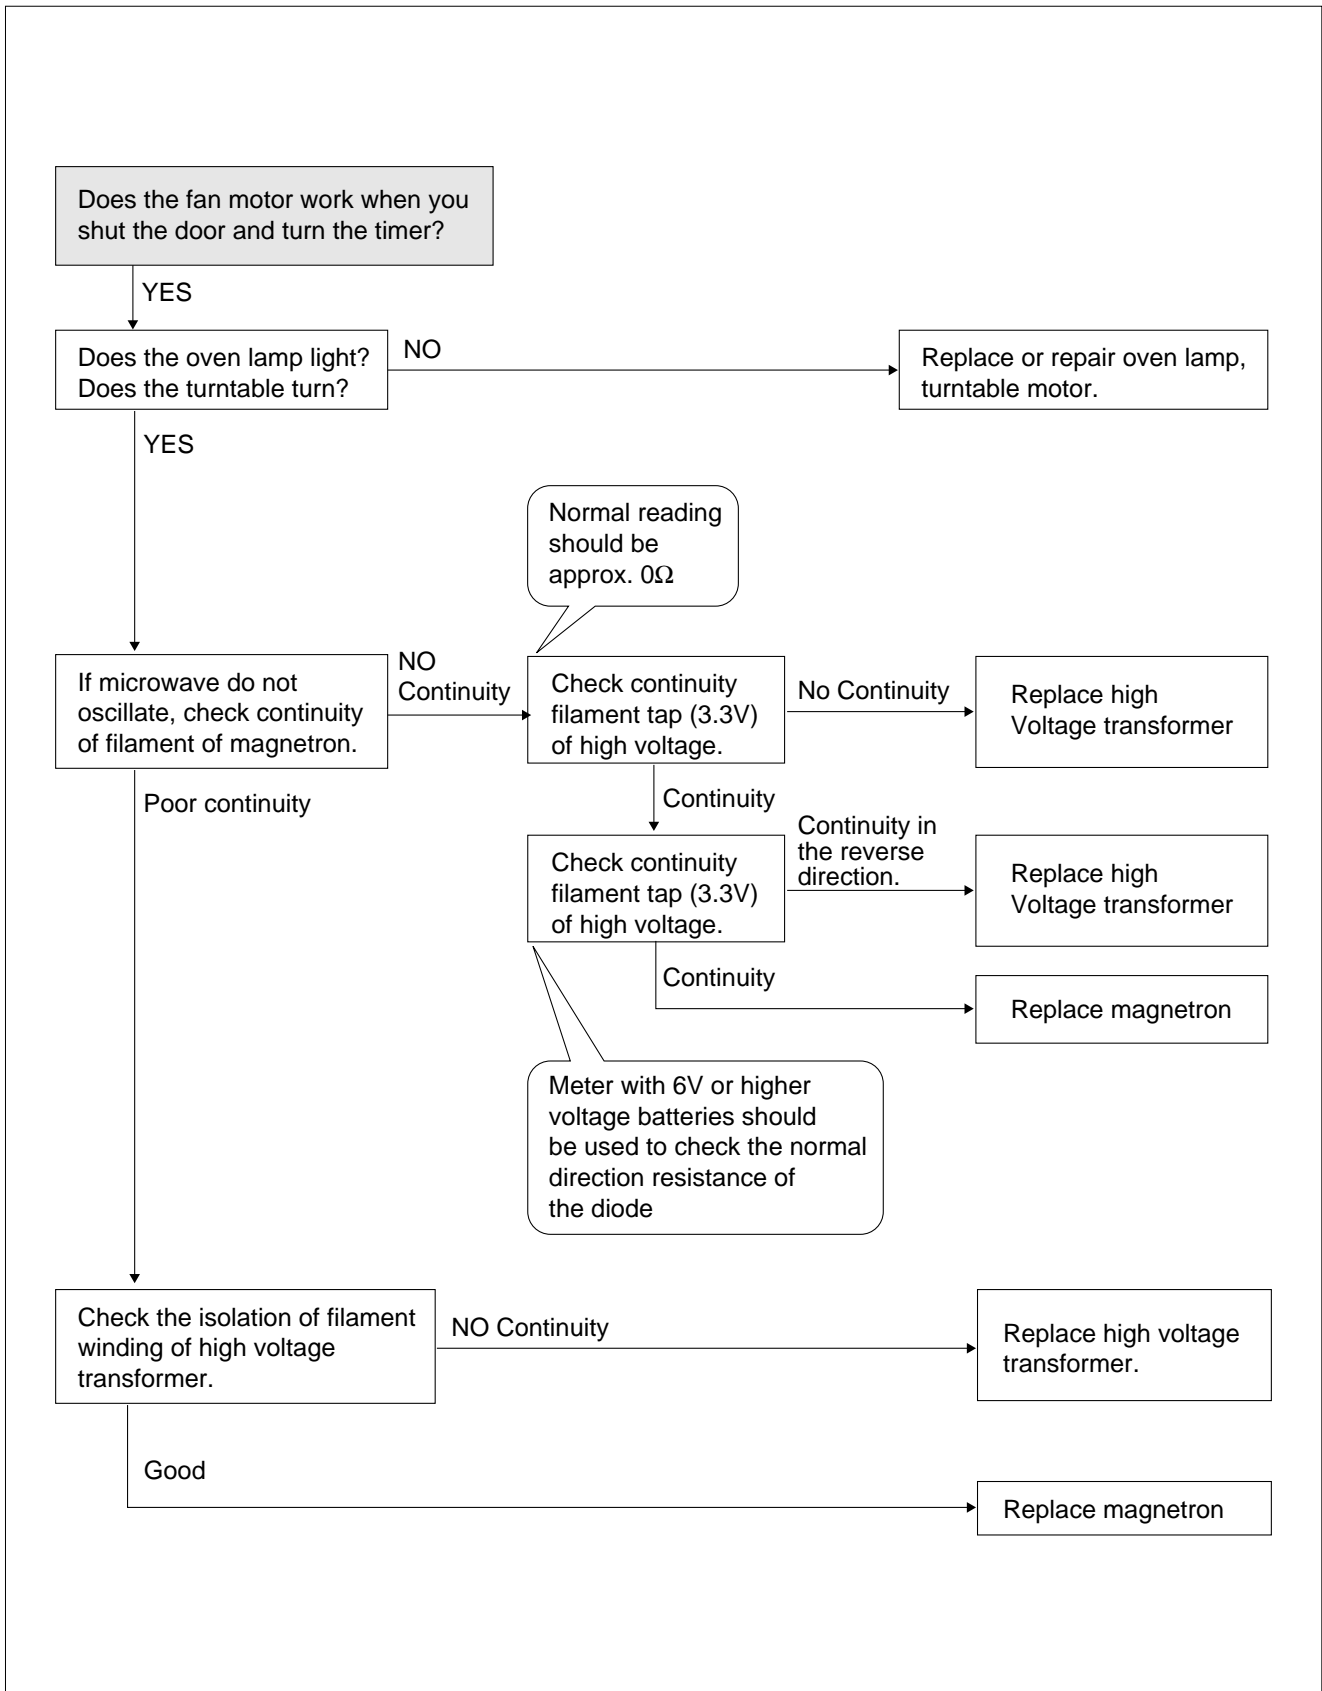 Does the fan motor work when you
shut the door and turn the timer?
YES
Does the oven lamp light?
Does the turntable turn?
NO
Replace or repair oven lamp,
turntable motor.
YES
Normal reading
should be
approx. 0Ω
If microwave do not
oscillate, check continuity
of filament of magnetron.
NO
Continuity
Check continuity
filament tap (3.3V)
of high voltage.
No Continuity
Replace high
Voltage transformer
Poor continuity
Continuity
Check continuity
filament tap (3.3V)
of high voltage.
Continuity in
the reverse
direction.
Replace high
Voltage transformer
Continuity
Replace magnetron
Meter with 6V or higher
voltage batteries should
be used to check the normal
direction resistance of
the diode
Check the isolation of filament
winding of high voltage
transformer.
NO Continuity
Replace high voltage
transformer.
Good
Replace magnetron